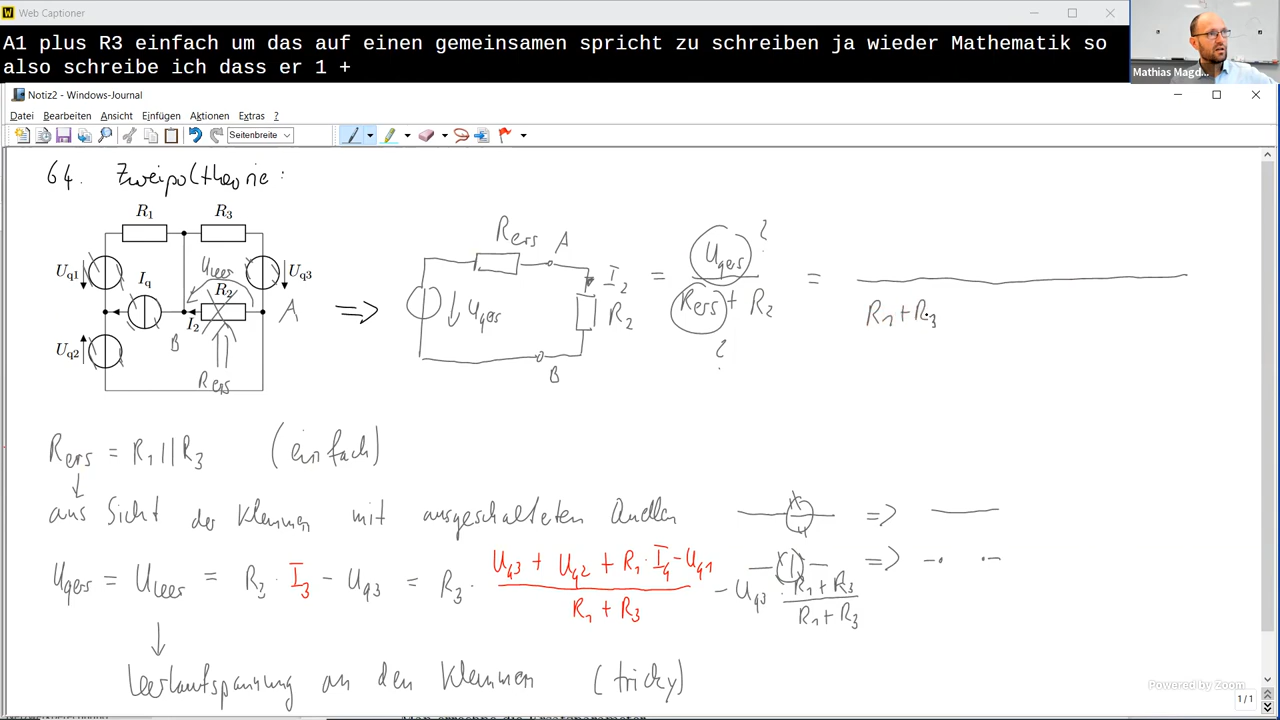 Web Captioner
A1 plus R3 einfach um das auf einen gemeinsamen spricht zu schreiben ja wieder Mathematik so
also schreibe ich dass er 1 +
Mathias Magd...
Notiz2 - Windows-Journal
Datei Bearbeiten Ansicht Einfügen Aktionen Extras ?
Seitenbreite
64. Zweipoltheorie:
R1 R3
Uq1 Iq Uleer Uq3
R2 A
I2 B
Uq2 Rers
=> Rers A
Uqers I2 R2
B
= Uqers / (Rers + R2) =
? ?
R1+R3
Rers = R1 || R3 (einfach)
aus Sicht der Klemmen mit ausgeschalteten Quellen =>
=>
Uqers = Uleer = R3 · I3 - Uq3 = R3 · (Uq3 + Uq2 + R1 · Iq - Uq1) / (R1 + R3) - Uq3 · (R1 + R3) / (R1 + R3)
Leerlaufspannung an den Klemmen (tricky)
Powered by Zoom
1/1